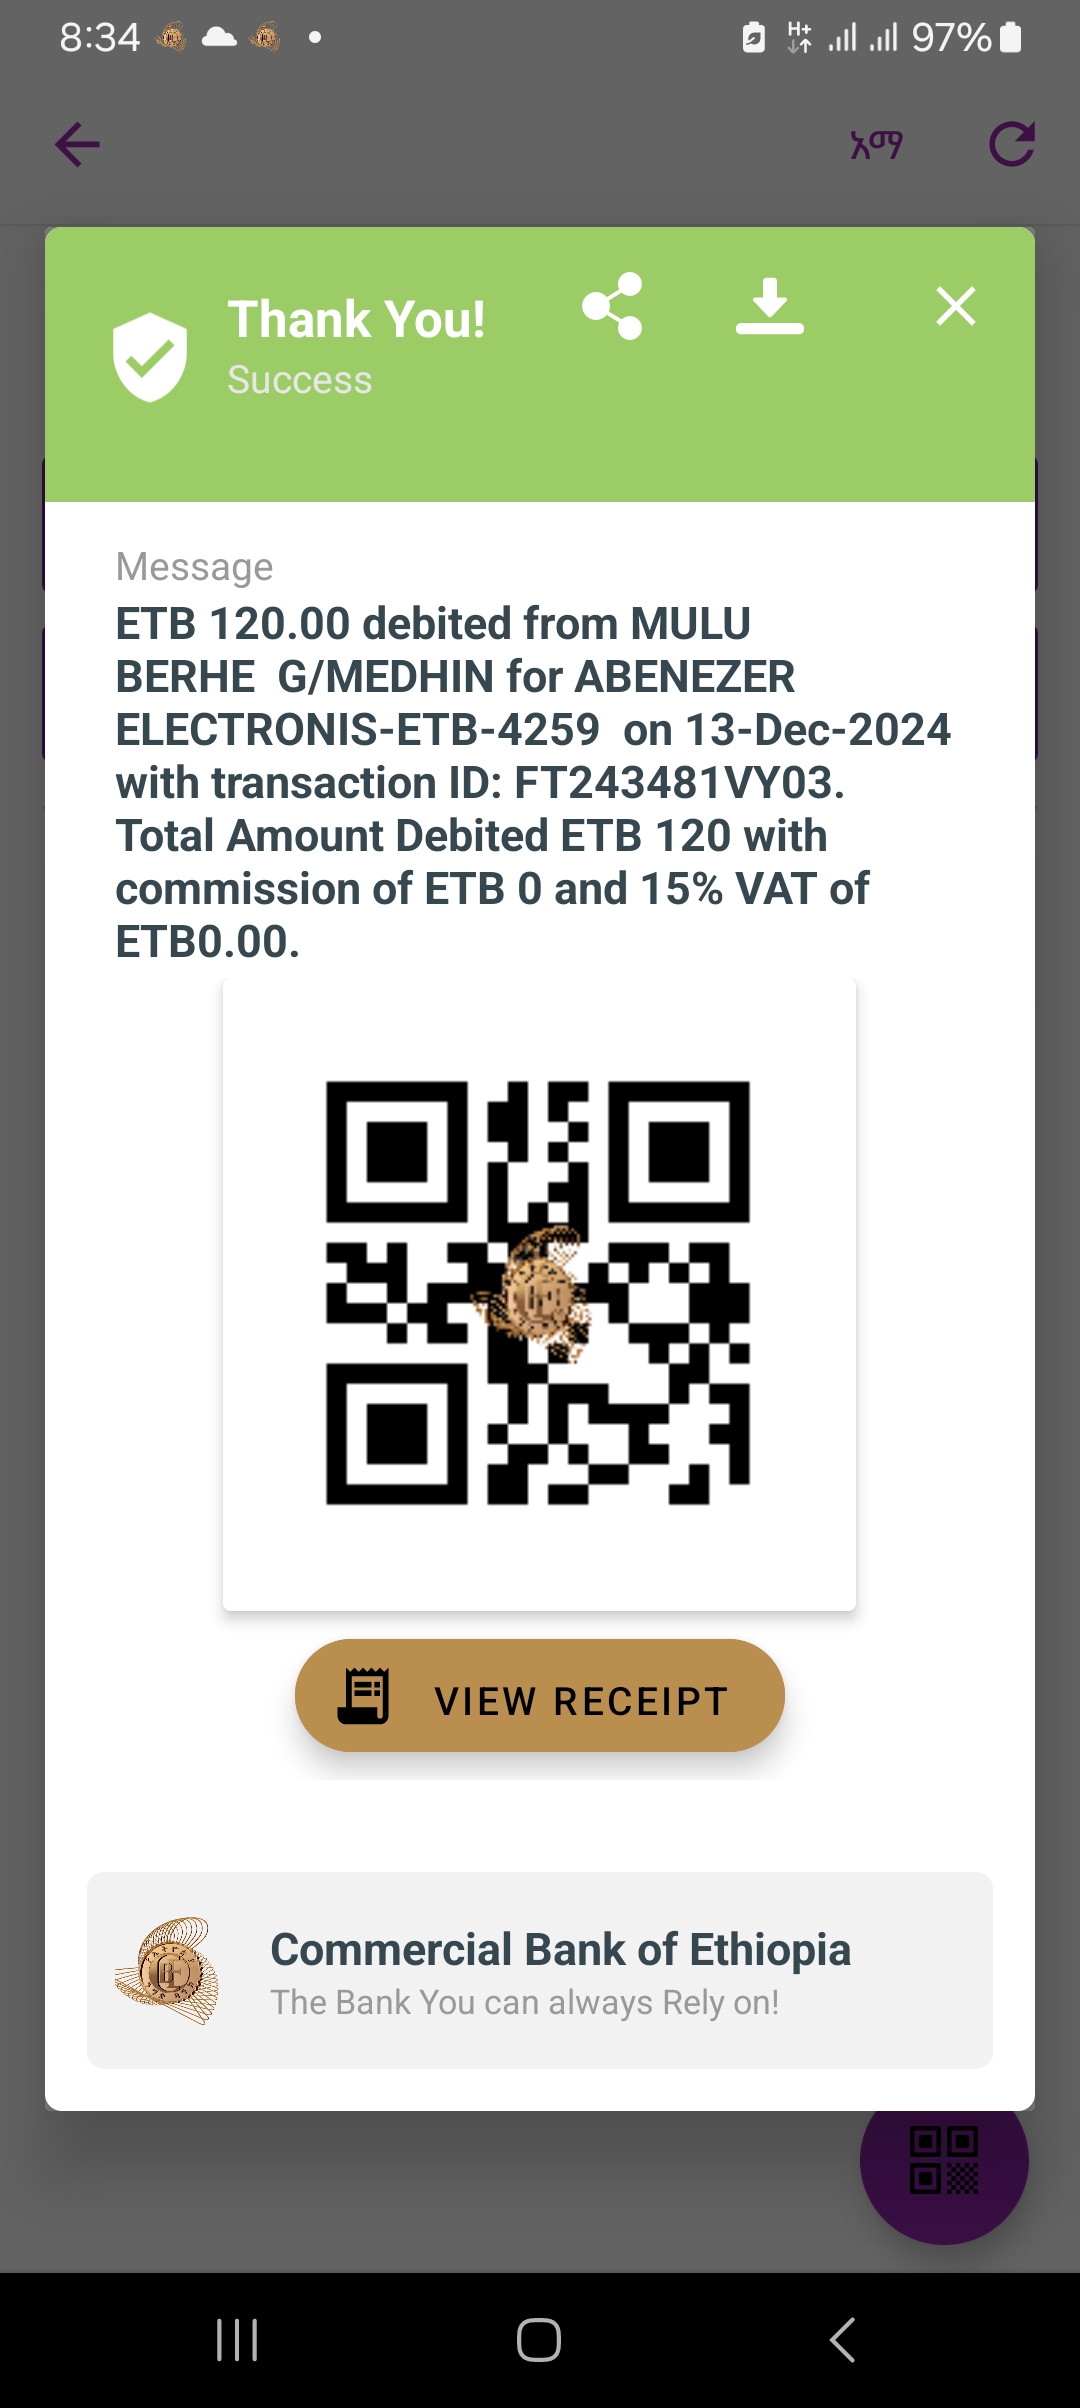 8:34
H+
97%
አማ
Thank You!
Success
Message
ETB 120.00 debited from MULU
BERHE  G/MEDHIN for ABENEZER
ELECTRONIS-ETB-4259  on 13-Dec-2024
with transaction ID: FT243481VY03.
Total Amount Debited ETB 120 with
commission of ETB 0 and 15% VAT of
ETB0.00.
VIEW RECEIPT
Commercial Bank of Ethiopia
The Bank You can always Rely on!